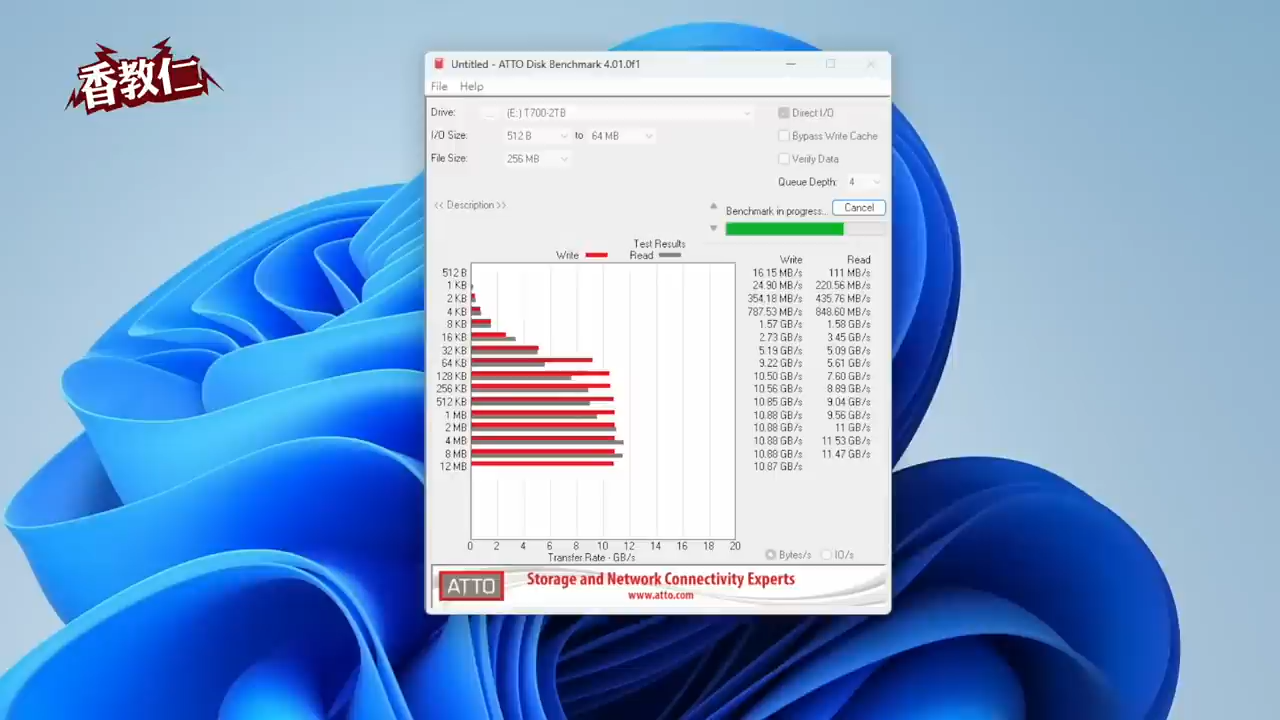 香教仁
Untitled - ATTO Disk Benchmark 4.01.0f1
File Help
Drive: (E:) T700-2TB
Direct I/O
I/O Size: 512 B to 64 MB
Bypass Write Cache
File Size: 256 MB
Verify Data
Queue Depth: 4
<< Description >>
Benchmark in progress... Cancel
Test Results
Write Read
Write Read
512 B 16.15 MB/s 111 MB/s
1 KB 24.90 MB/s 220.56 MB/s
2 KB 354.18 MB/s 435.76 MB/s
4 KB 787.53 MB/s 848.60 MB/s
8 KB 1.57 GB/s 1.58 GB/s
16 KB 2.73 GB/s 3.45 GB/s
32 KB 5.19 GB/s 5.09 GB/s
64 KB 9.22 GB/s 5.61 GB/s
128 KB 10.50 GB/s 7.60 GB/s
256 KB 10.56 GB/s 8.89 GB/s
512 KB 10.85 GB/s 9.04 GB/s
1 MB 10.88 GB/s 9.56 GB/s
2 MB 10.88 GB/s 11 GB/s
4 MB 10.88 GB/s 11.53 GB/s
8 MB 10.88 GB/s 11.47 GB/s
12 MB 10.87 GB/s
0 2 4 6 8 10 12 14 16 18 20
Transfer Rate - GB/s
Bytes/s IO/s
ATTO
Storage and Network Connectivity Experts
www.atto.com